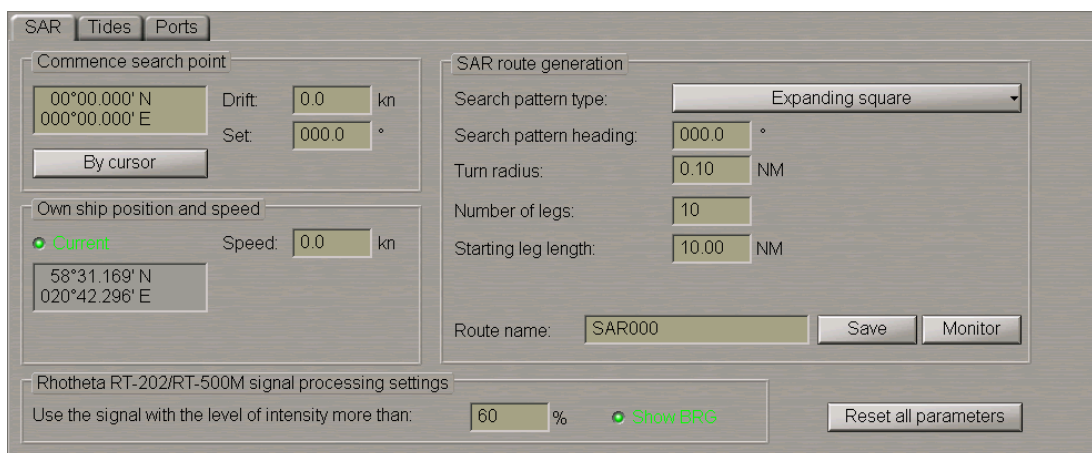 SAR Tides Ports
Commence search point
00°00.000' N
000°00.000' E
Drift: 0.0 kn
Set: 000.0 °
By cursor
Own ship position and speed
Current
Speed: 0.0 kn
58°31.169' N
020°42.296' E
SAR route generation
Search pattern type: Expanding square
Search pattern heading: 000.0 °
Turn radius: 0.10 NM
Number of legs: 10
Starting leg length: 10.00 NM
Route name: SAR000 Save Monitor
Rhotheta RT-202/RT-500M signal processing settings
Use the signal with the level of intensity more than: 60 % Show BRG
Reset all parameters